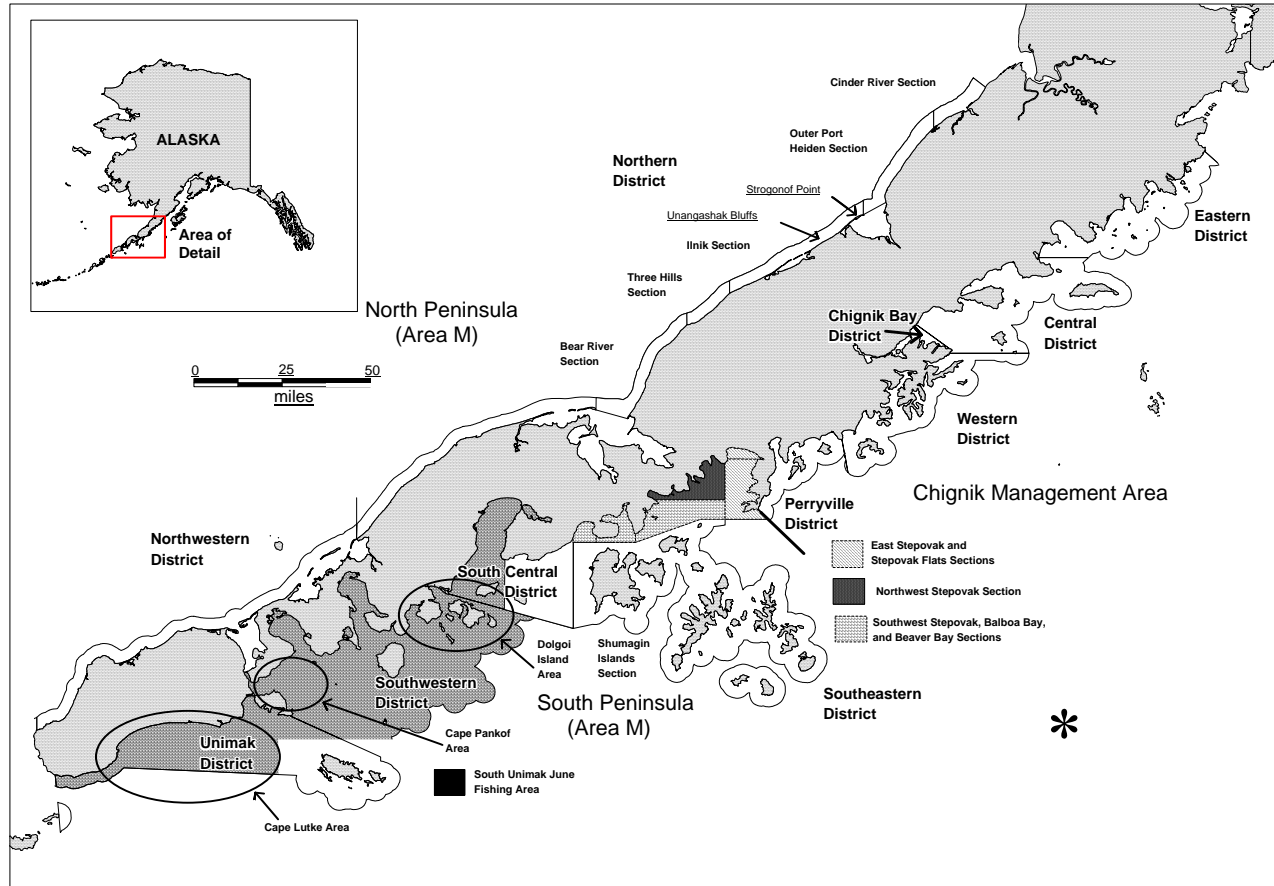 ALASKA
Area of
Detail
Cinder River Section
Outer Port
Heiden Section
Northern
District
Strogonof Point
Unangashak Bluffs
Ilnik Section
Three Hills
Section
Eastern
District
North Peninsula
(Area M)
Chignik Bay
District
Central
District
Bear River
Section
0 25 50
miles
Western
District
Chignik Management Area
Perryville
District
Northwestern
District
East Stepovak and
Stepovak Flats Sections
South Central
District
Northwest Stepovak Section
Southwest Stepovak, Balboa Bay,
and Beaver Bay Sections
Dolgoi
Island
Area
Shumagin
Islands
Section
Southwestern
District
Southeastern
District
South Peninsula
(Area M)
*
Cape Pankof
Area
Unimak
District
South Unimak June
Fishing Area
Cape Lutke Area